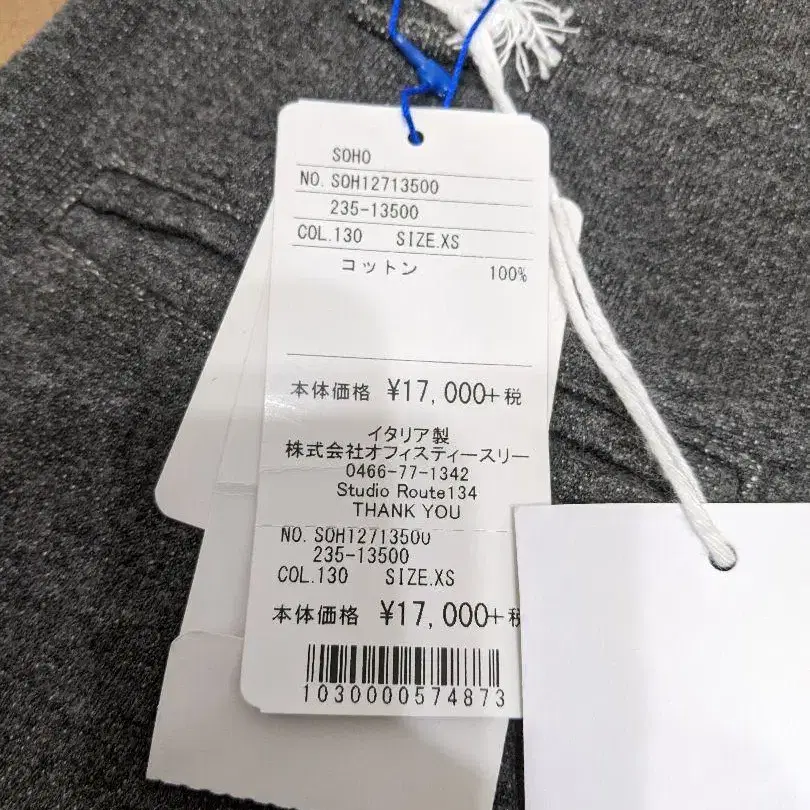 SOHO
NO. SOH12713500
235-13500
COL.130 SIZE.XS
コットン 100%
本体価格 ¥17,000+税
イタリア製
株式会社オフィスティースリー
0466-77-1342
Studio Route134
THANK YOU
NO. SOH12713500
235-13500
COL.130 SIZE.XS
本体価格 ¥17,000+税
1030000574873